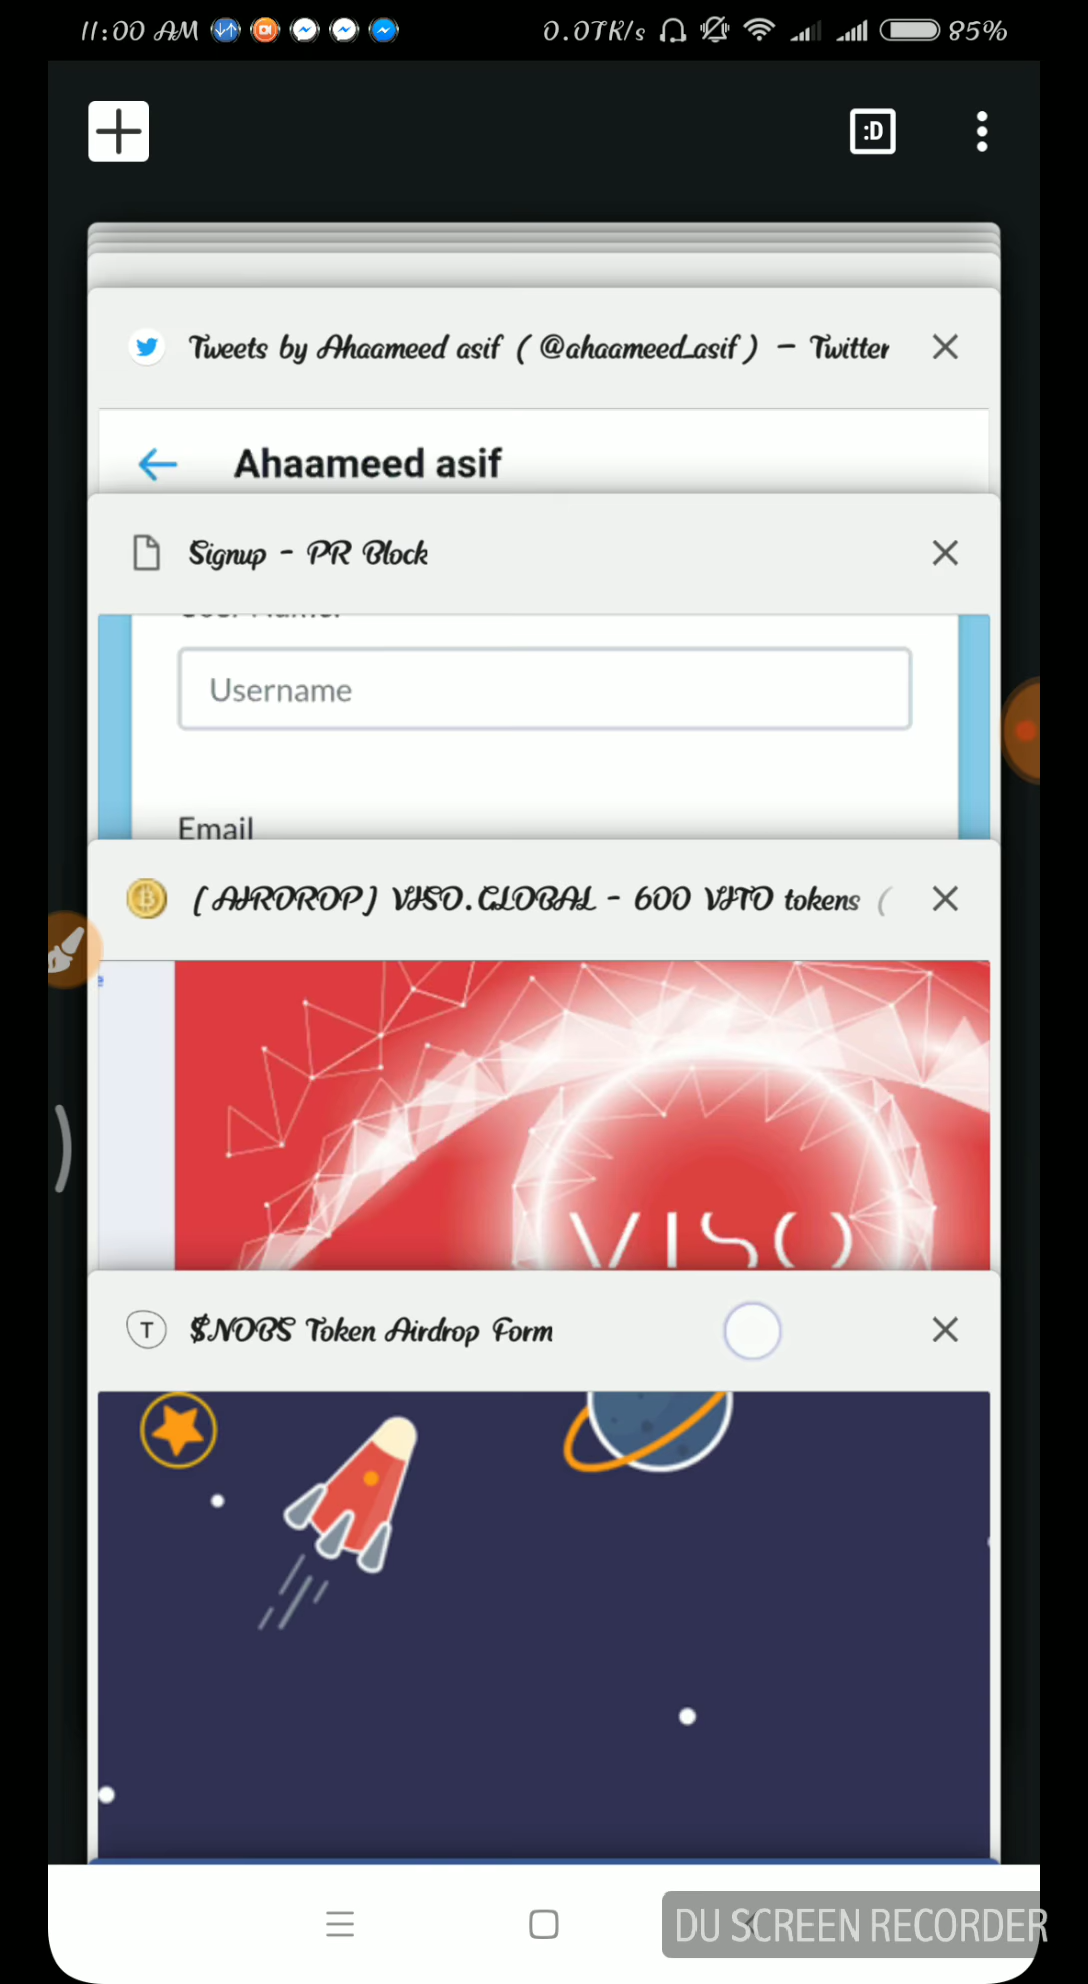 11:00 AM
0.07K/s
85%
:D
Tweets by Ahaameed asif (@ahaameed_asif) – Twitter
Ahaameed asif
Signup - PR Block
Username
Email
(AIRDROP) VISO.GLOBAL - 600 VITO tokens (
VISO
T $NOBS Token Airdrop Form
DU SCREEN RECORDER